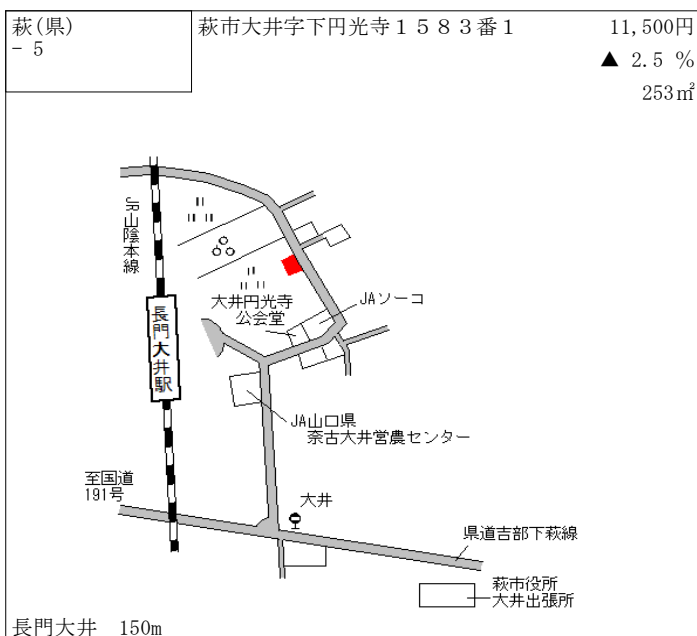 萩(県)
- 5
萩市大井字下円光寺１５８３番１
11,500円
▲ 2.5 %
253㎡
JR山陰本線
長門大井駅
大井円光寺
公会堂
JAソーコ
JA山口県
奈古大井営農センター
至国道
191号
大井
県道吉部下萩線
萩市役所
大井出張所
長門大井　150m